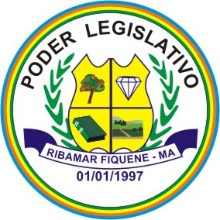 PODER LEGISLATIVO
RIBAMAR FIQUENE - MA
01/01/1997